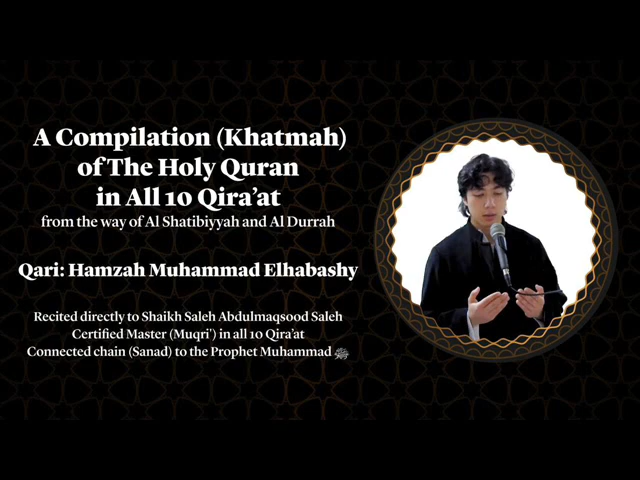 A Compilation (Khatmah)
of The Holy Quran
in All 10 Qira'at
from the way of Al Shatibiyyah and Al Durrah
Qari: Hamzah Muhammad Elhabashy
Recited directly to Shaikh Saleh Abdulmaqsood Saleh
Certified Master (Muqri') in all 10 Qira'at
Connected chain (Sanad) to the Prophet Muhammad ﷺ